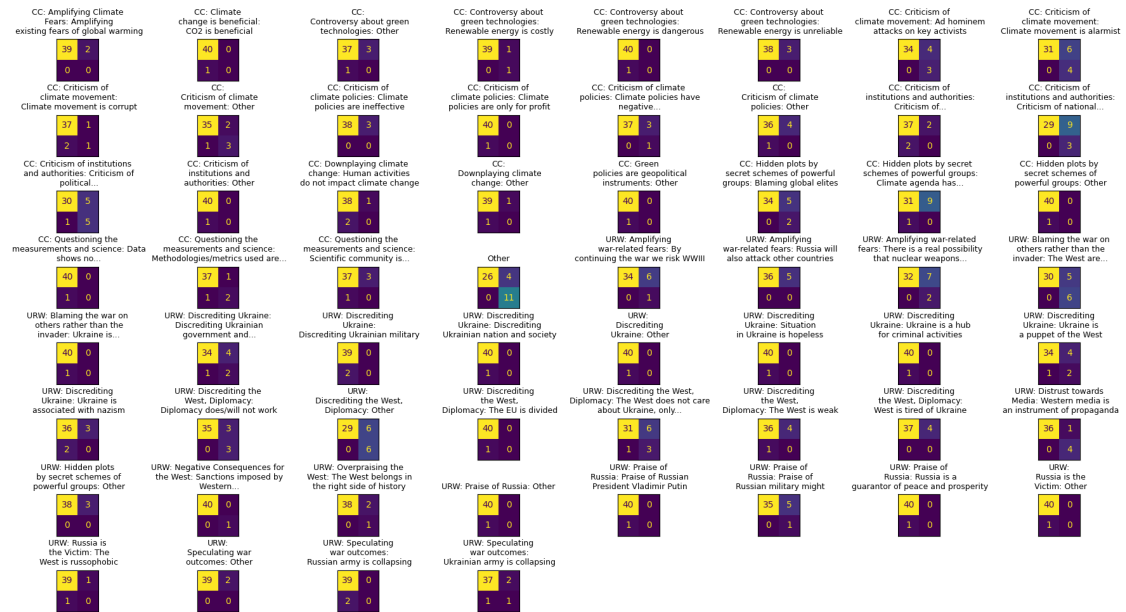 CC: Amplifying Climate
Fears: Amplifying
existing fears of global warming
39 2
0 0
CC: Climate
change is beneficial:
CO2 is beneficial
40 0
1 0
CC:
Controversy about green
technologies: Other
37 3
1 0
CC: Controversy about
green technologies:
Renewable energy is costly
39 1
0 1
CC: Controversy about
green technologies:
Renewable energy is dangerous
40 0
1 0
CC: Controversy about
green technologies:
Renewable energy is unreliable
38 3
0 0
CC: Criticism of
climate movement: Ad hominem
attacks on key activists
34 4
0 3
CC: Criticism of
climate movement:
Climate movement is alarmist
31 6
0 4
CC: Criticism of
climate movement:
Climate movement is corrupt
37 1
2 1
CC:
Criticism of climate
movement: Other
35 2
1 3
CC: Criticism
of climate policies: Climate
policies are ineffective
38 3
0 0
CC: Criticism
of climate policies: Climate
policies are only for profit
40 0
1 0
CC: Criticism of climate
policies: Climate policies have
negative...
37 3
0 1
CC:
Criticism of climate
policies: Other
36 4
0 1
CC: Criticism of
institutions and authorities:
Criticism of...
37 2
2 0
CC: Criticism of
institutions and authorities:
Criticism of national...
29 9
0 3
CC: Criticism of institutions
and authorities: Criticism of
political...
30 5
1 5
CC: Criticism of
institutions and
authorities: Other
40 0
1 0
CC: Downplaying climate
change: Human activities
do not impact climate change
38 1
2 0
CC:
Downplaying climate
change: Other
39 1
1 0
CC: Green
policies are geopolitical
instruments: Other
40 0
1 0
CC: Hidden plots by
secret schemes of powerful
groups: Blaming global elites
34 5
0 2
CC: Hidden plots by secret
schemes of powerful groups:
Climate agenda has...
31 9
1 0
CC: Hidden plots by
secret schemes of
powerful groups: Other
40 0
1 0
CC: Questioning the
measurements and science: Data
shows no...
40 0
1 0
CC: Questioning the
measurements and science:
Methodologies/metrics used are...
37 1
1 2
CC: Questioning the
measurements and science:
Scientific community is...
37 3
1 0
Other
26 4
0 11
URW: Amplifying
war-related fears: By
continuing the war we risk WWIII
34 6
0 1
URW: Amplifying
war-related fears: Russia will
also attack other countries
36 5
0 0
URW: Amplifying war-related
fears: There is a real possibility
that nuclear weapons...
32 7
0 2
URW: Blaming the war on
others rather than the
invader: The West are...
30 5
0 6
URW: Blaming the war on
others rather than the
invader: Ukraine is...
40 0
1 0
URW: Discrediting Ukraine:
Discrediting Ukrainian
government and...
34 4
1 2
URW: Discrediting
Ukraine:
Discrediting Ukrainian military
39 0
2 0
URW: Discrediting
Ukraine: Discrediting
Ukrainian nation and society
40 0
1 0
URW:
Discrediting
Ukraine: Other
40 0
1 0
URW: Discrediting
Ukraine: Situation
in Ukraine is hopeless
40 0
1 0
URW: Discrediting
Ukraine: Ukraine is a hub
for criminal activities
40 0
1 0
URW: Discrediting
Ukraine: Ukraine is
a puppet of the West
34 4
1 2
URW: Discrediting
Ukraine: Ukraine is
associated with nazism
36 3
2 0
URW: Discrediting the
West, Diplomacy:
Diplomacy does/will not work
35 3
0 3
URW:
Discrediting the West,
Diplomacy: Other
29 6
0 6
URW: Discrediting
the West,
Diplomacy: The EU is divided
40 0
1 0
URW: Discrediting the West,
Diplomacy: The West does not care
about Ukraine, only...
31 6
1 3
URW: Discrediting
the West,
Diplomacy: The West is weak
36 4
1 0
URW: Discrediting
the West, Diplomacy:
West is tired of Ukraine
37 4
0 0
URW: Distrust towards
Media: Western media is
an instrument of propaganda
36 1
0 4
URW: Hidden plots
by secret schemes of
powerful groups: Other
38 3
0 0
URW: Negative Consequences for
the West: Sanctions imposed by
Western...
40 0
0 1
URW: Overpraising the
West: The West belongs in
the right side of history
38 2
0 1
URW: Praise of Russia: Other
40 0
1 0
URW: Praise of
Russia: Praise of Russian
President Vladimir Putin
40 0
1 0
URW: Praise of
Russia: Praise of
Russian military might
35 5
0 1
URW: Praise of
Russia: Russia is a
guarantor of peace and prosperity
40 0
1 0
URW:
Russia is the
Victim: Other
40 0
1 0
URW: Russia is
the Victim: The
West is russophobic
39 1
1 0
URW:
Speculating war
outcomes: Other
39 2
0 0
URW: Speculating
war outcomes:
Russian army is collapsing
39 0
2 0
URW: Speculating
war outcomes:
Ukrainian army is collapsing
37 2
1 1